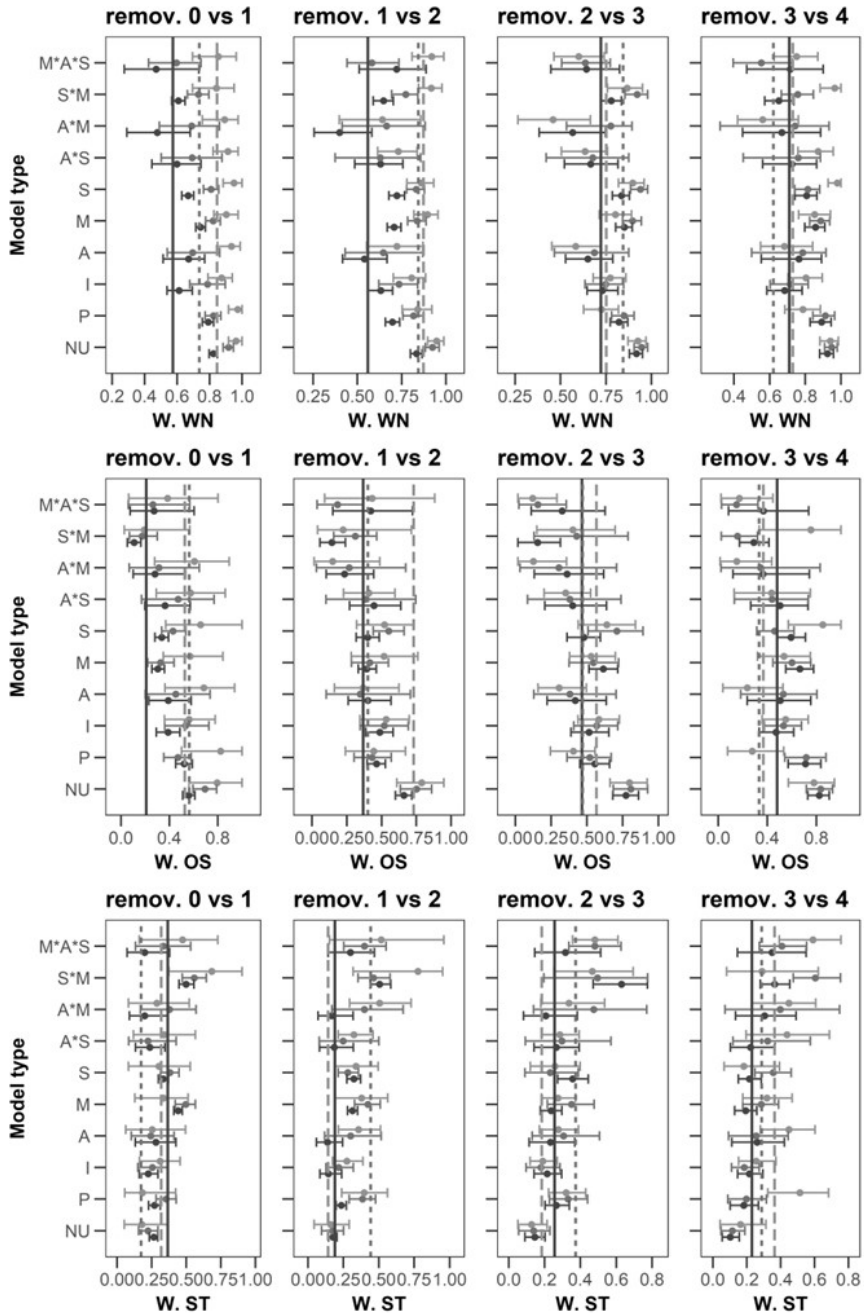 remov. 0 vs 1 remov. 1 vs 2 remov. 2 vs 3 remov. 3 vs 4
Model type
M*A*S
S*M
A*M
A*S
S
M
A
I
P
NU
0.2 0.4 0.6 0.8 1.0 0.25 0.50 0.75 1.00 0.25 0.50 0.75 1.00 0.4 0.6 0.8 1.0
W. WN W. WN W. WN W. WN
remov. 0 vs 1 remov. 1 vs 2 remov. 2 vs 3 remov. 3 vs 4
Model type
M*A*S
S*M
A*M
A*S
S
M
A
I
P
NU
0.0 0.4 0.8 0.000.250.500.751.00 0.000.250.500.751.00 0.0 0.4 0.8
W. OS W. OS W. OS W. OS
remov. 0 vs 1 remov. 1 vs 2 remov. 2 vs 3 remov. 3 vs 4
Model type
M*A*S
S*M
A*M
A*S
S
M
A
I
P
NU
0.000.250.500.751.00 0.000.250.500.751.00 0.0 0.2 0.4 0.6 0.8 0.0 0.2 0.4 0.6 0.8
W. ST W. ST W. ST W. ST